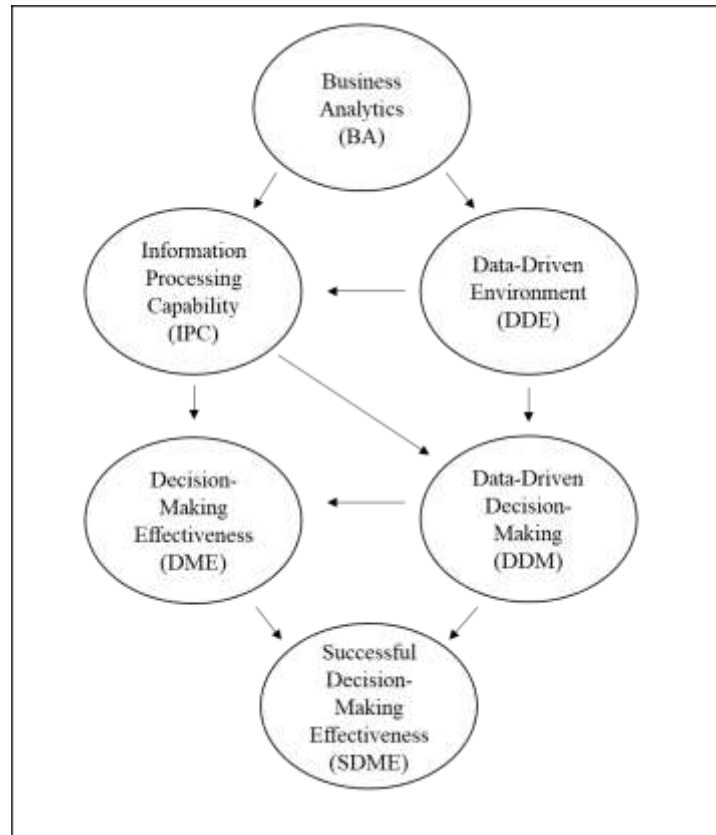 Business
Analytics
(BA)
Information
Processing
Capability
(IPC)
Data-Driven
Environment
(DDE)
Decision-
Making
Effectiveness
(DME)
Data-Driven
Decision-
Making
(DDM)
Successful
Decision-
Making
Effectiveness
(SDME)